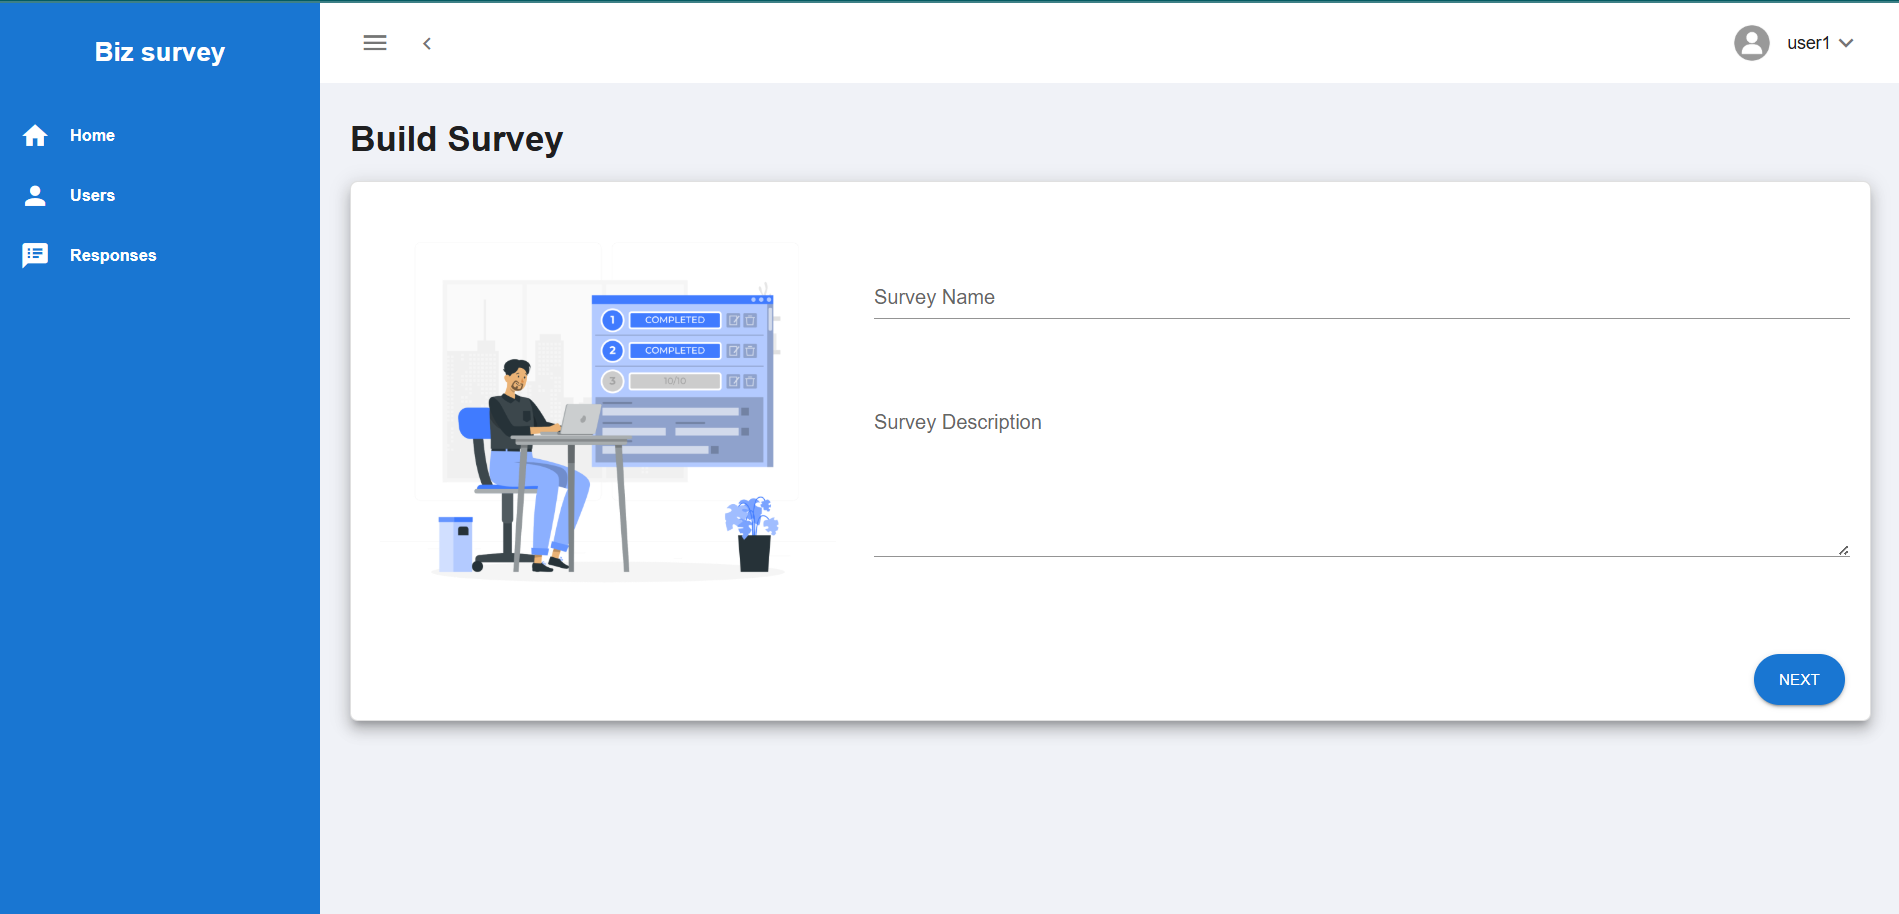 Biz survey
user1
Home
Users
Responses
Build Survey
1 COMPLETED
2 COMPLETED
3 10/10
Survey Name
Survey Description
NEXT